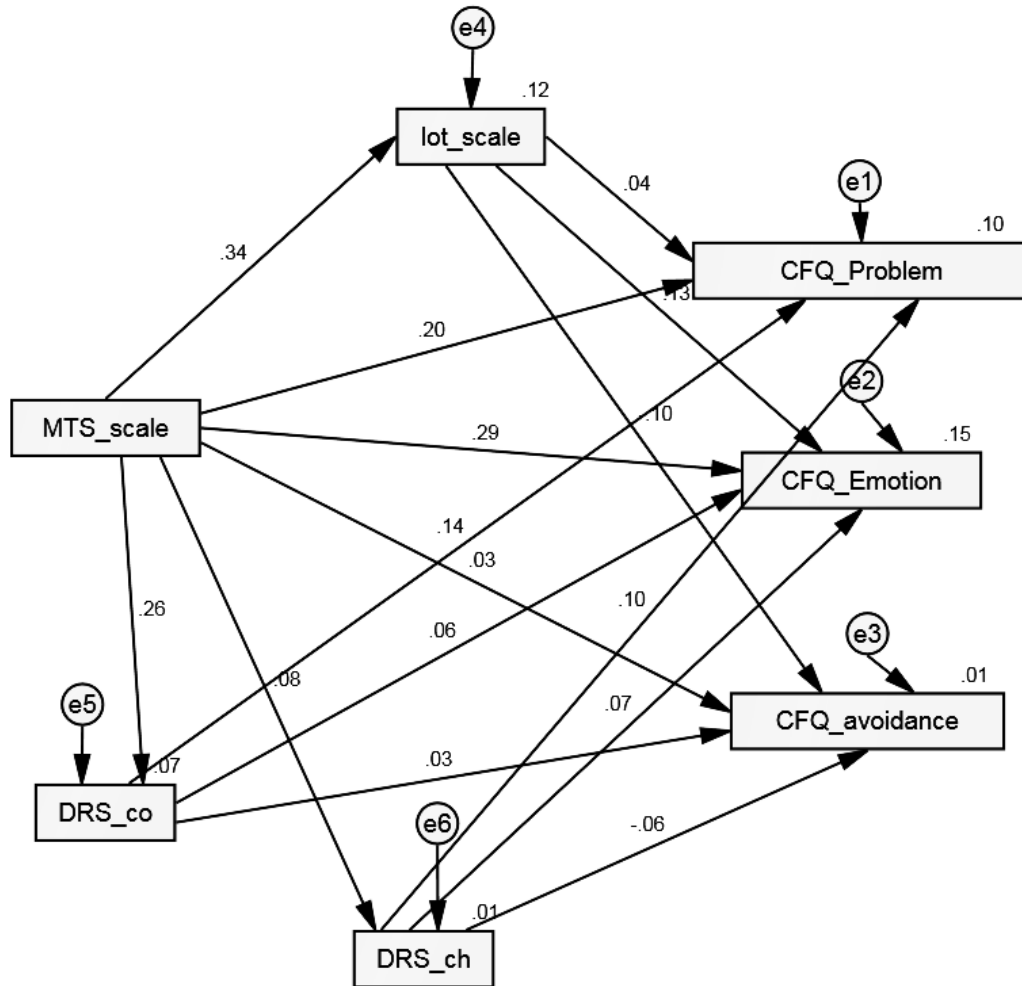 e4
.12
lot_scale
.04
e1
.10
CFQ_Problem
.34
.13
.20
e2
.10
.15
MTS_scale
.29
CFQ_Emotion
.14
.03
.26
.10
.06
e3
.08
.07
.01
e5
CFQ_avoidance
.07
.03
DRS_co
e6
-.06
.01
DRS_ch